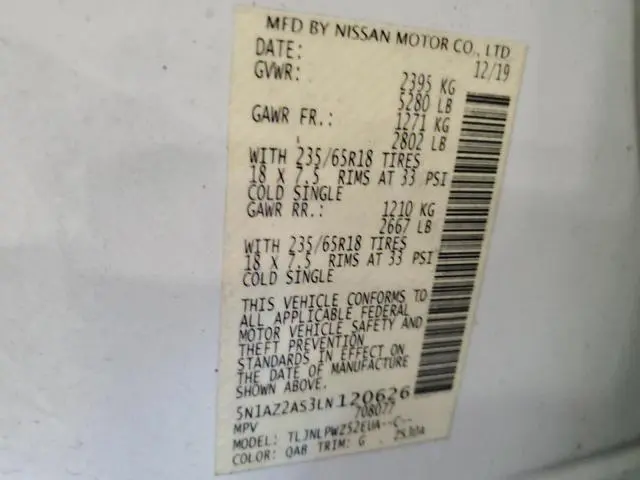 MFD BY NISSAN MOTOR CO., LTD
DATE: 12/19
GVWR: 2395 KG
5280 LB
GAWR FR.: 1271 KG
2802 LB
WITH 235/65R18 TIRES
18 X 7.5 RIMS AT 33 PSI
COLD SINGLE
GAWR RR.: 1210 KG
2667 LB
WITH 235/65R18 TIRES
18 X 7.5 RIMS AT 33 PSI
COLD SINGLE
THIS VEHICLE CONFORMS TO
ALL APPLICABLE FEDERAL
MOTOR VEHICLE SAFETY AND
THEFT PREVENTION
STANDARDS IN EFFECT ON
THE DATE OF MANUFACTURE
SHOWN ABOVE.
5N1AZ2AS3LN120626
MPV 708077
MODEL: TLJNLPWZ52EUA--C--
COLOR: QAB TRIM: G